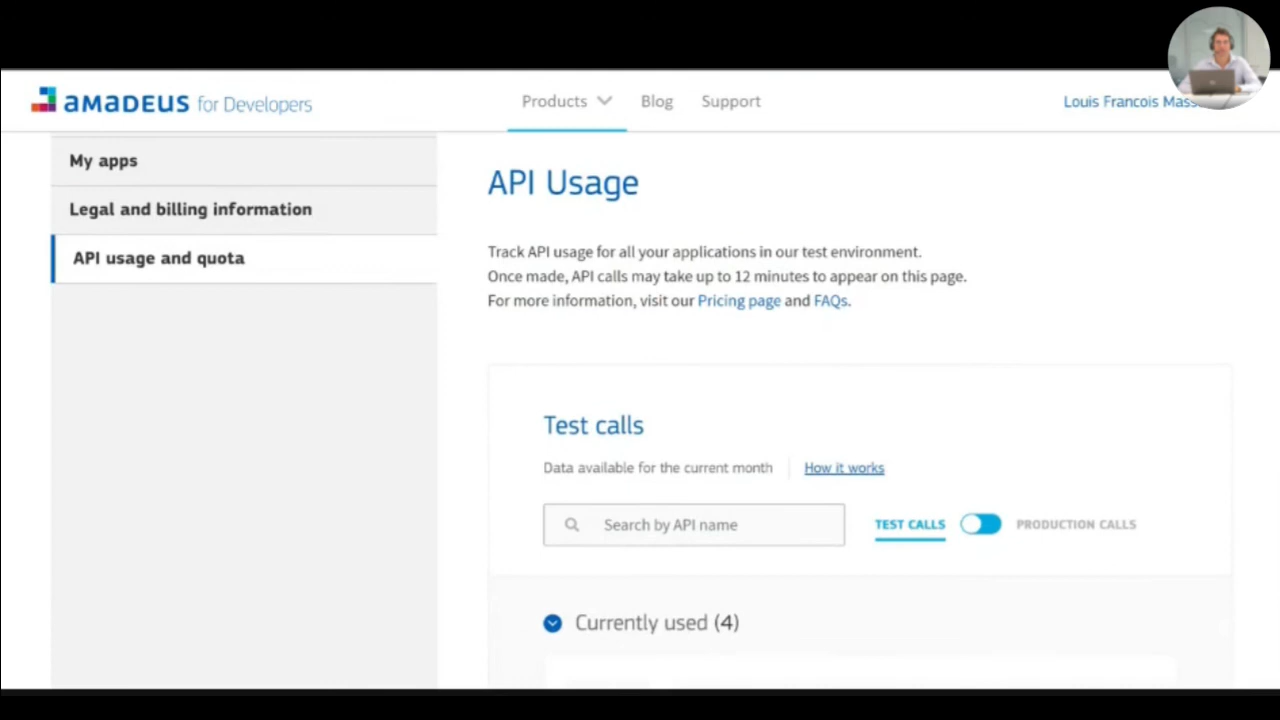 amadeus for Developers
Products
Blog
Support
Louis Francois
My apps
Legal and billing information
API usage and quota
API Usage
Track API usage for all your applications in our test environment.
Once made, API calls may take up to 12 minutes to appear on this page.
For more information, visit our Pricing page and FAQs.
Test calls
Data available for the current month
How it works
Search by API name
TEST CALLS
PRODUCTION CALLS
Currently used (4)